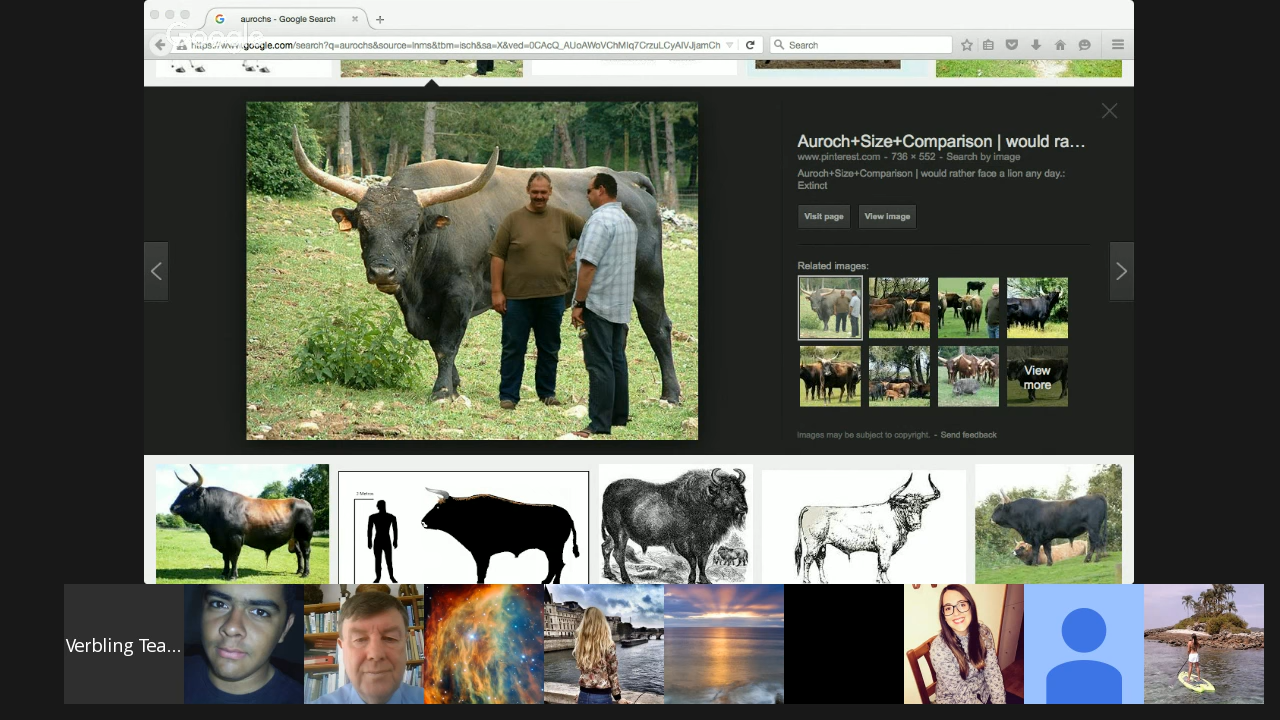 aurochs - Google Search
Google
https://www.google.com/search?q=aurochs&source=lnms&tbm=isch&sa=X&ved=0CAcQ_AUoAWoVChMIq7CrzuLCyAIVJjamCh
Search
Auroch+Size+Comparison | would ra...
www.pinterest.com - 736 × 552 - Search by image
Auroch+Size+Comparison | would rather face a lion any day.:
Extinct
Visit page
View image
Related images:
View
more
Images may be subject to copyright. - Send feedback
2 Metres
Verbling Tea...